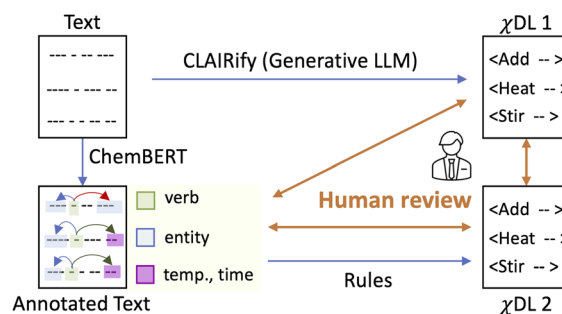 Text
χDL 1
CLAIRify (Generative LLM)
<Add -- >
<Heat -- >
<Stir -- >
ChemBERT
verb
entity
temp., time
Human review
<Add -- >
<Heat -- >
<Stir -- >
Rules
Annotated Text
χDL 2